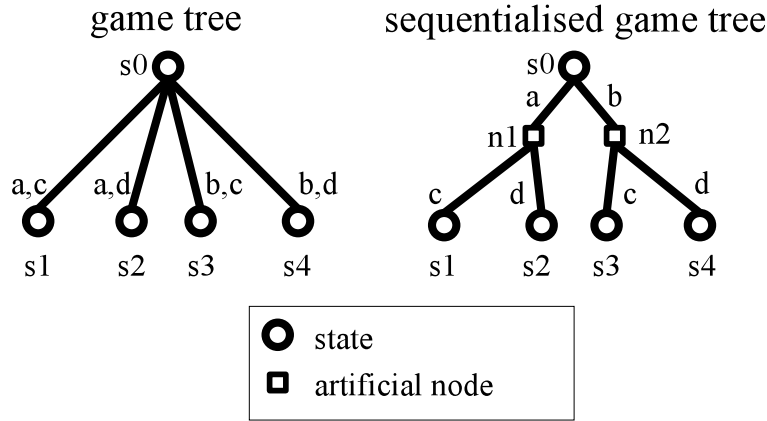 game tree
s0
a,c a,d b,c b,d
s1 s2 s3 s4
sequentialised game tree
s0
a b
n1 n2
c d c d
s1 s2 s3 s4
state
artificial node